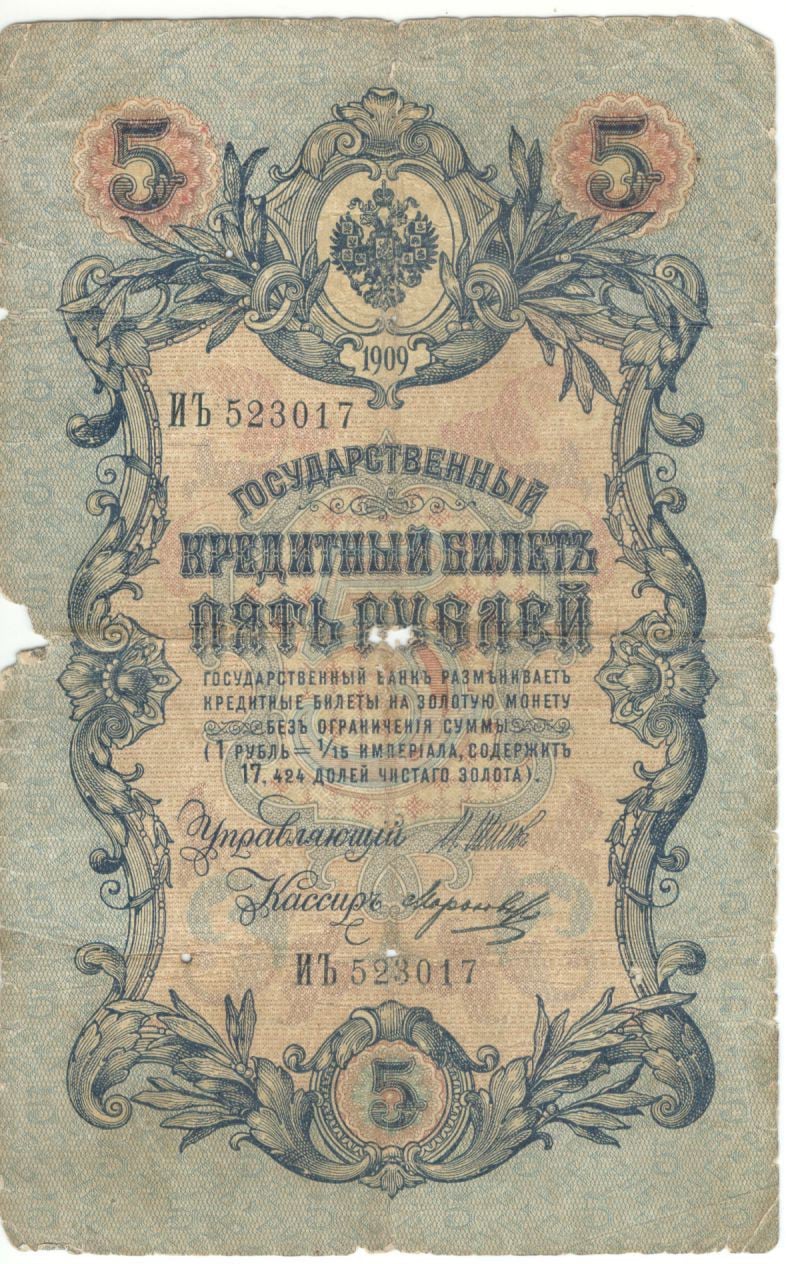 5 5
1909
ИЪ 523017
ГОСУДАРСТВЕННЫЙ
КРЕДИТНЫЙ БИЛЕТЪ
ПЯТЬ РУБЛЕЙ
ГОСУДАРСТВЕННЫЙ БАНКЪ РАЗМѢНИВАЕТЪ
КРЕДИТНЫЕ БИЛЕТЫ НА ЗОЛОТУЮ МОНЕТУ
БЕЗЪ ОГРАНИЧЕНІЯ СУММЫ
(1 РУБЛЬ = 1/15 ИМПЕРІАЛА, СОДЕРЖИТЪ
17,424 ДОЛЕЙ ЧИСТАГО ЗОЛОТА).
Управляющій
Кассиръ
ИЪ 523017
5